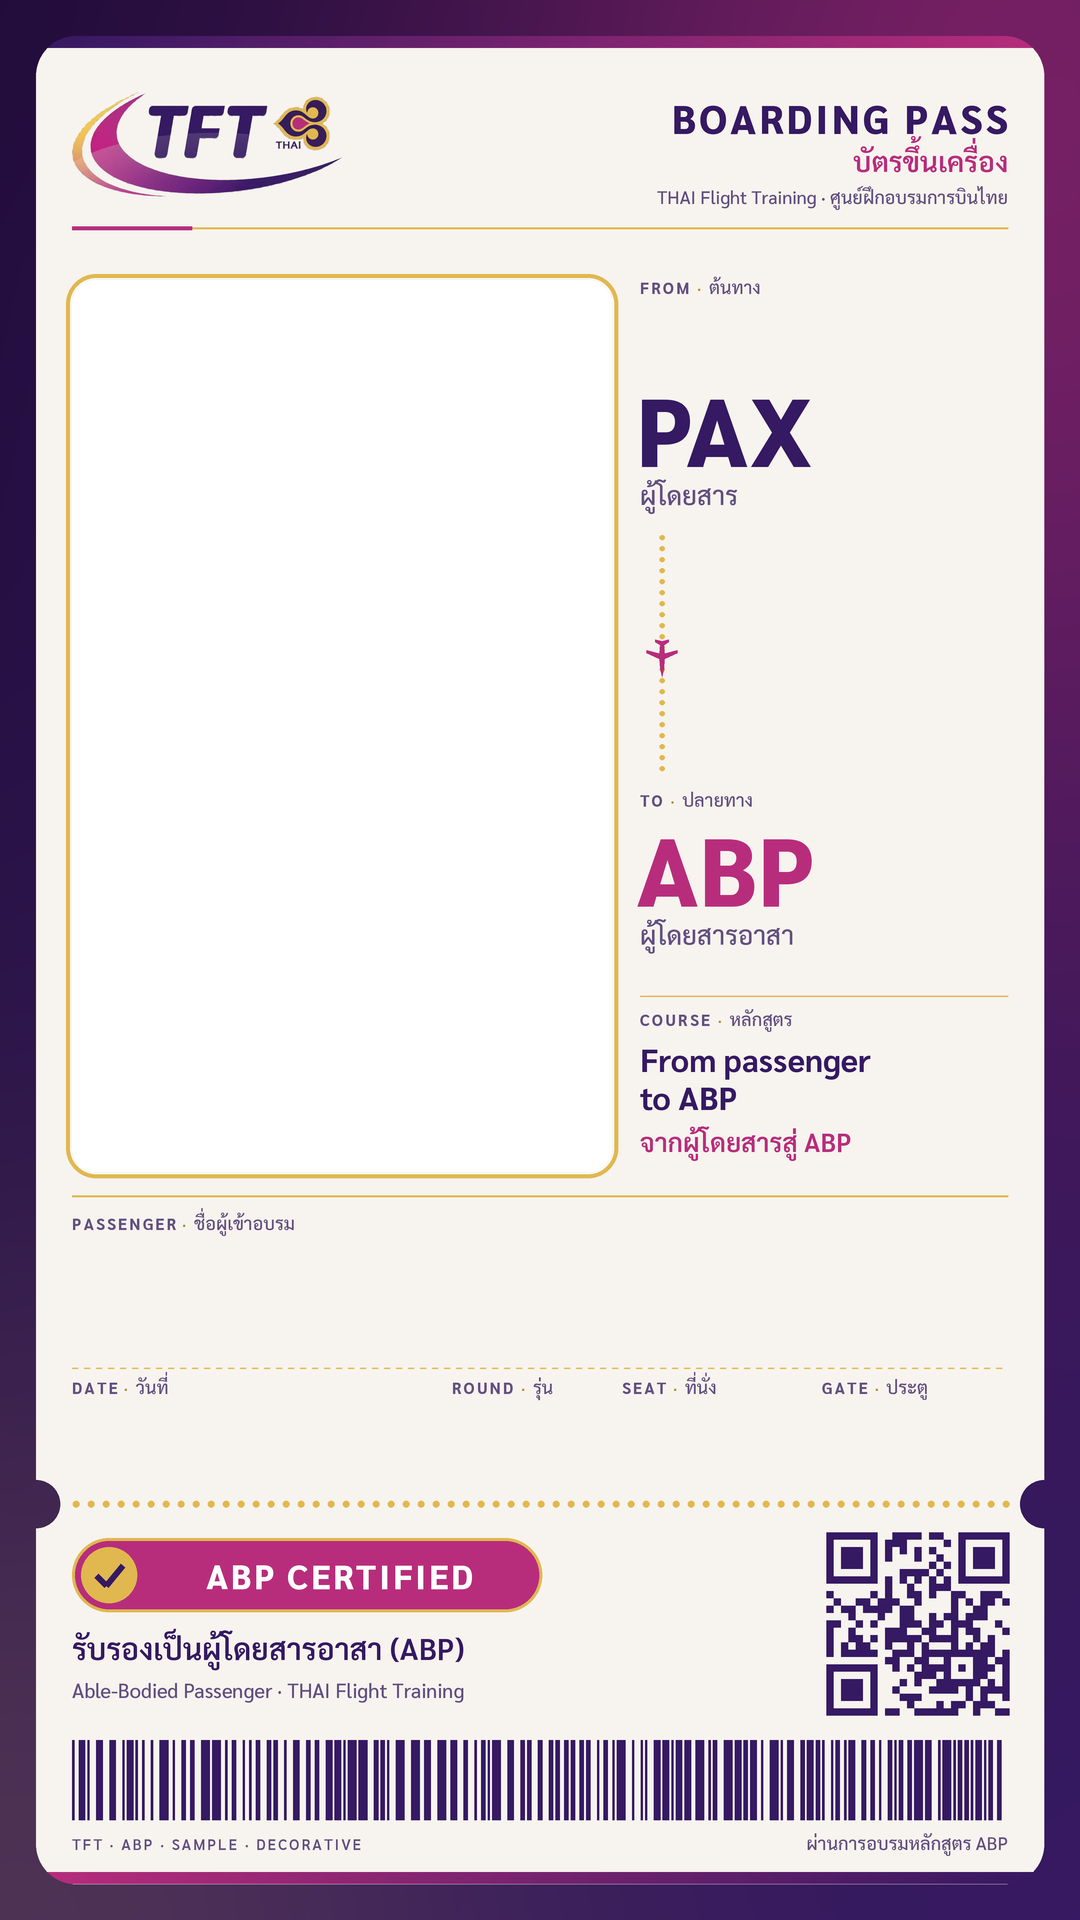 TFT
THAI
BOARDING PASS
บัตรขึ้นเครื่อง
THAI Flight Training · ศูนย์ฝึกอบรมการบินไทย
FROM · ต้นทาง
PAX
ผู้โดยสาร
TO · ปลายทาง
ABP
ผู้โดยสารอาสา
COURSE · หลักสูตร
From passenger
to ABP
จากผู้โดยสารสู่ ABP
PASSENGER · ชื่อผู้เข้าอบรม
DATE · วันที่ ROUND · รุ่น SEAT · ที่นั่ง GATE · ประตู
ABP CERTIFIED
รับรองเป็นผู้โดยสารอาสา (ABP)
Able-Bodied Passenger · THAI Flight Training
TFT · ABP · SAMPLE · DECORATIVE ผ่านการอบรมหลักสูตร ABP